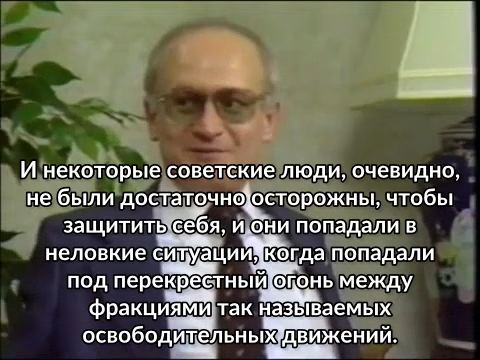 И некоторые советские люди, очевидно,
не были достаточно осторожны, чтобы
защитить себя, и они попадали в
неловкие ситуации, когда попадали
под перекрестный огонь между
фракциями так называемых
освободительных движений.